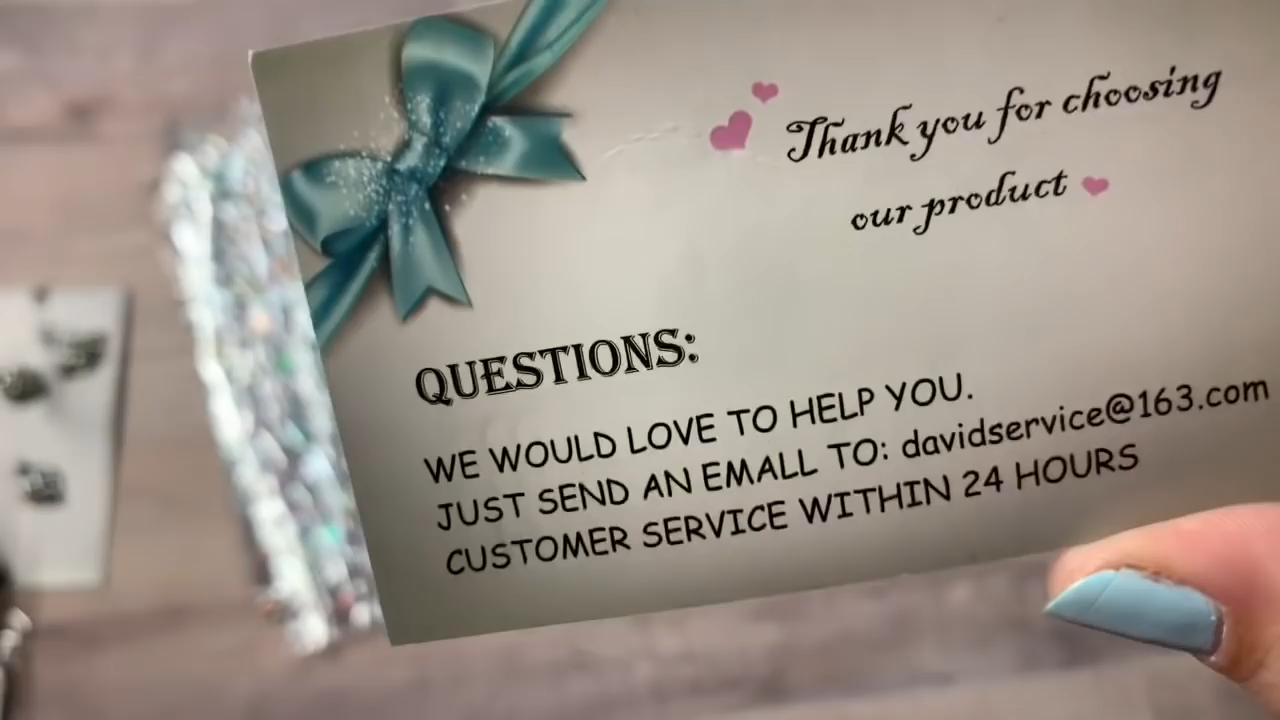 Thank you for choosing
our product
QUESTIONS:
WE WOULD LOVE TO HELP YOU.
JUST SEND AN EMALL TO: davidservice@163.com
CUSTOMER SERVICE WITHIN 24 HOURS